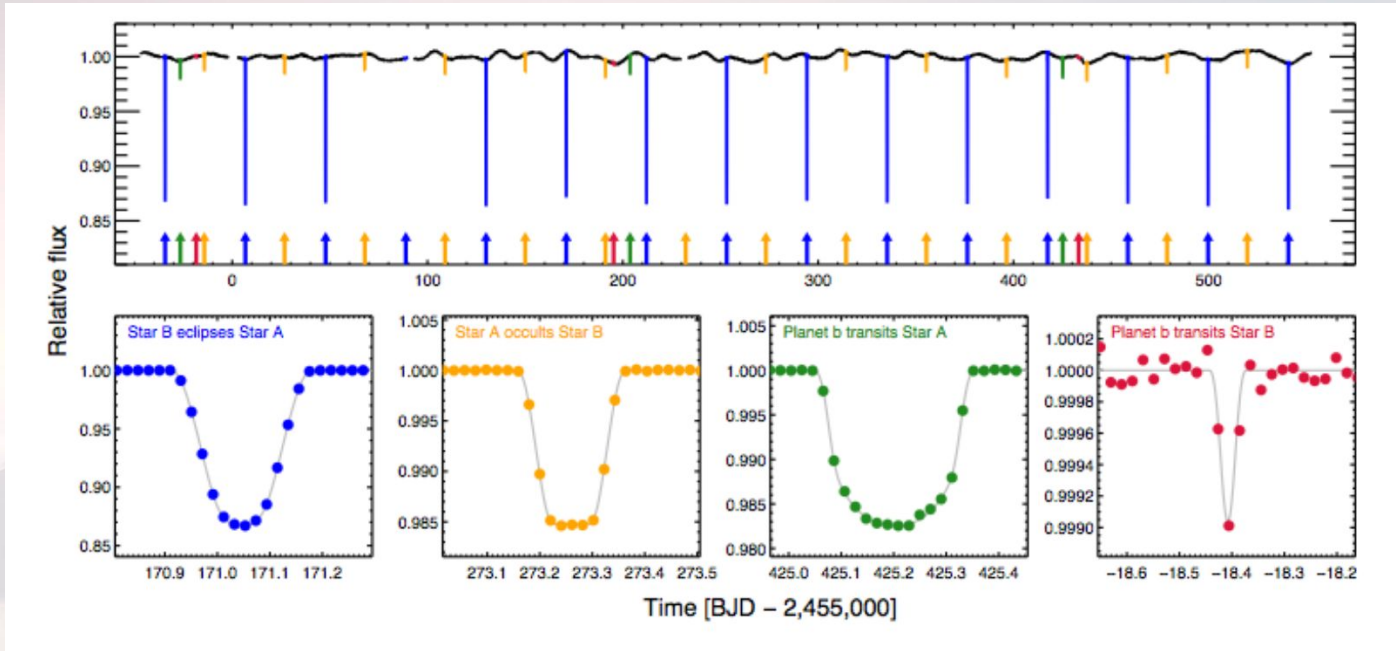 Relative flux
1.00
0.95
0.90
0.85
0 100 200 300 400 500
Star B eclipses Star A
1.00
0.95
0.90
0.85
170.9 171.0 171.1 171.2
Star A occults Star B
1.005
1.000
0.995
0.990
0.985
273.1 273.2 273.3 273.4 273.5
Planet b transits Star A
1.005
1.000
0.995
0.990
0.985
0.980
425.0 425.1 425.2 425.3 425.4
Planet b transits Star B
1.0002
1.0000
0.9998
0.9996
0.9994
0.9992
0.9990
−18.6 −18.5 −18.4 −18.3 −18.2
Time [BJD − 2,455,000]